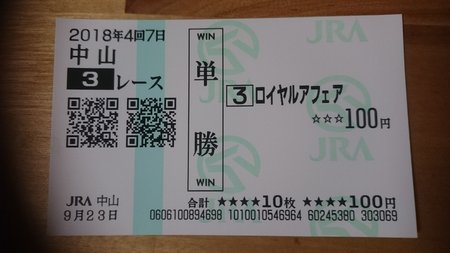 2018年4回7日
中山
3レース
WIN
単勝
WIN
3 ロイヤルアフェア
☆☆☆100円
JRA
JRA
JRA 中山
9月23日
合計 ★★★★10枚 ★★★★100円
0606100894698 1010010546964 60245380 303069